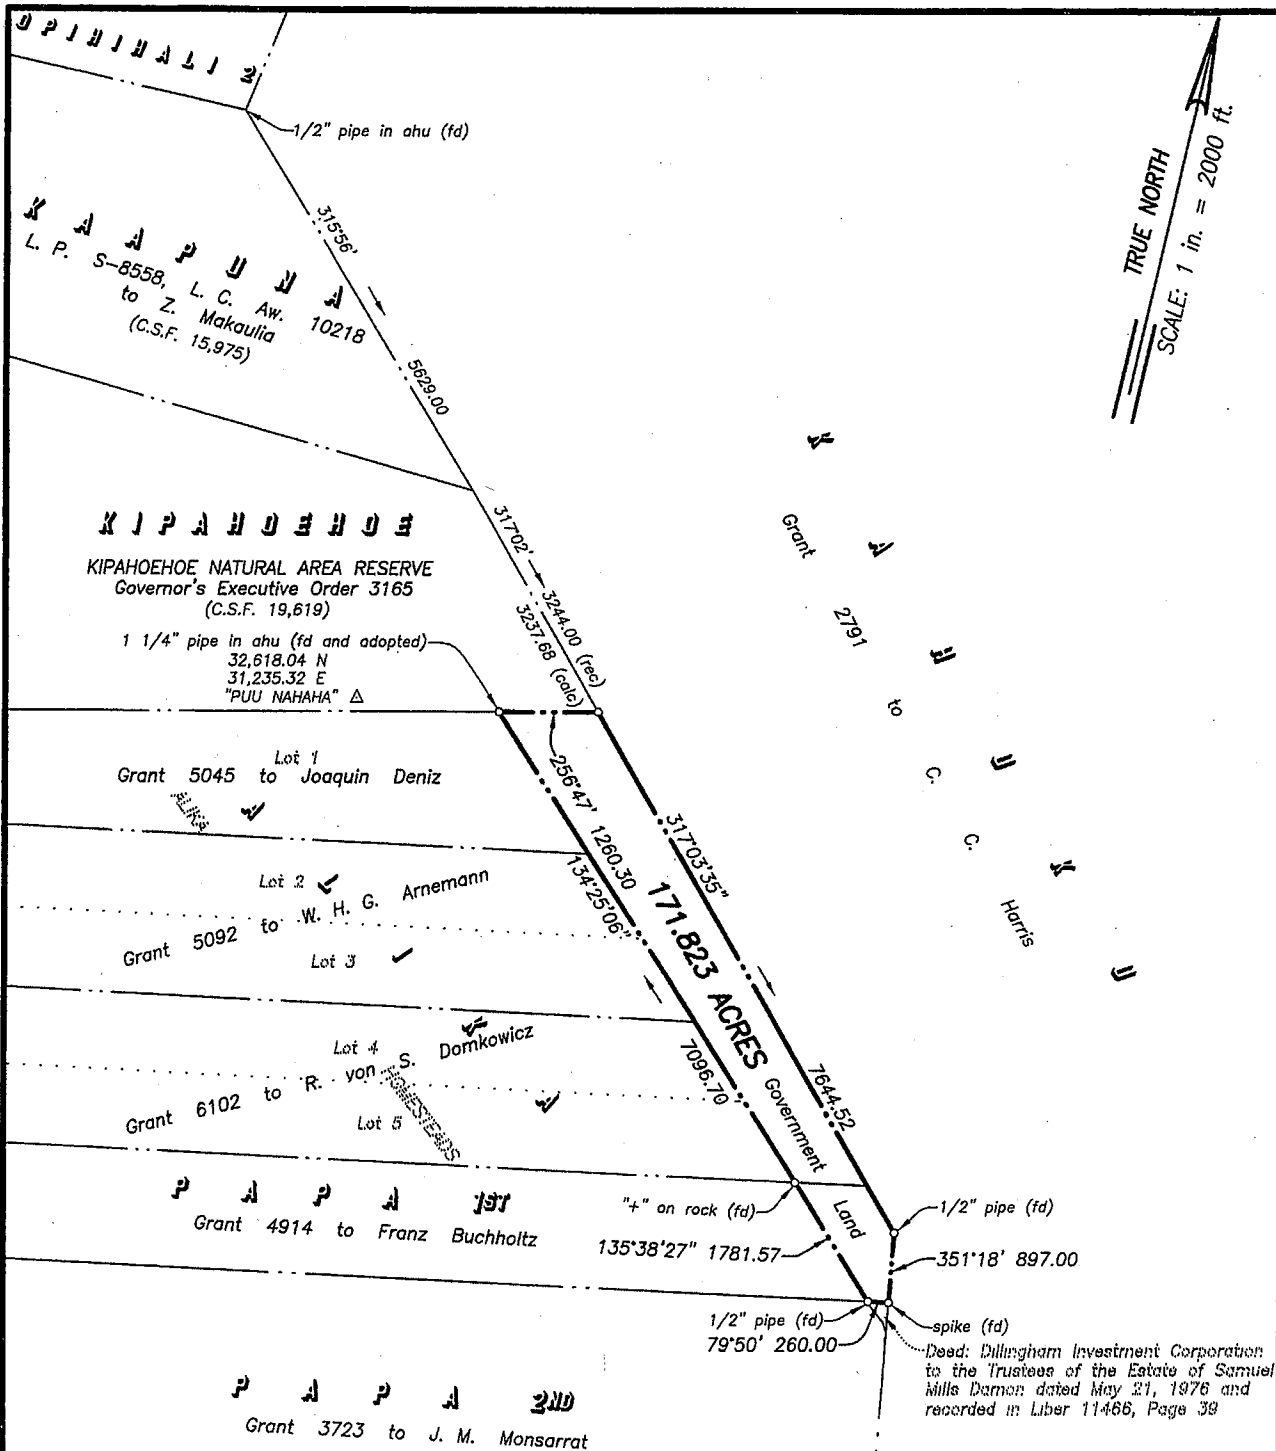 OPIHIHALI 2
1/2" pipe in ahu (fd)
TRUE NORTH
SCALE: 1 in. = 2000 ft.
KAAPUNA
L. P. S-8558, L. C. Aw. 10218
to Z. Makaulia
(C.S.F. 15,975)
315°56'
5629.00
317°02'
3244.00 (rec)
3237.68 (calc)
KIPAHOEHOE
KIPAHOEHOE NATURAL AREA RESERVE
Governor's Executive Order 3165
(C.S.F. 19,619)
1 1/4" pipe in ahu (fd and adopted)
32,618.04 N
31,235.32 E
"PUU NAHAHA"
KAHUKU
Grant 2791 to C. C. Harris
Lot 1
Grant 5045 to Joaquin Deniz
ALIKA
256°47' 1260.30
317°03'35"
7644.52
134°25'06"
7096.70
171.823 ACRES
Government Land
Lot 2
Grant 5092 to W. H. G. Arnemann
Lot 3
Lot 4
Grant 6102 to R. von S. Domkowicz
HOMESTEADS
Lot 5
PAPA 1ST
Grant 4914 to Franz Buchholtz
"+" on rock (fd)
135°38'27" 1781.57
1/2" pipe (fd)
351°18' 897.00
1/2" pipe (fd)
79°50' 260.00
spike (fd)
Deed: Dillingham Investment Corporation
to the Trustees of the Estate of Samuel
Mills Damon dated May 21, 1976 and
recorded in Liber 11466, Page 39
PAPA 2ND
Grant 3723 to J. M. Monsarrat